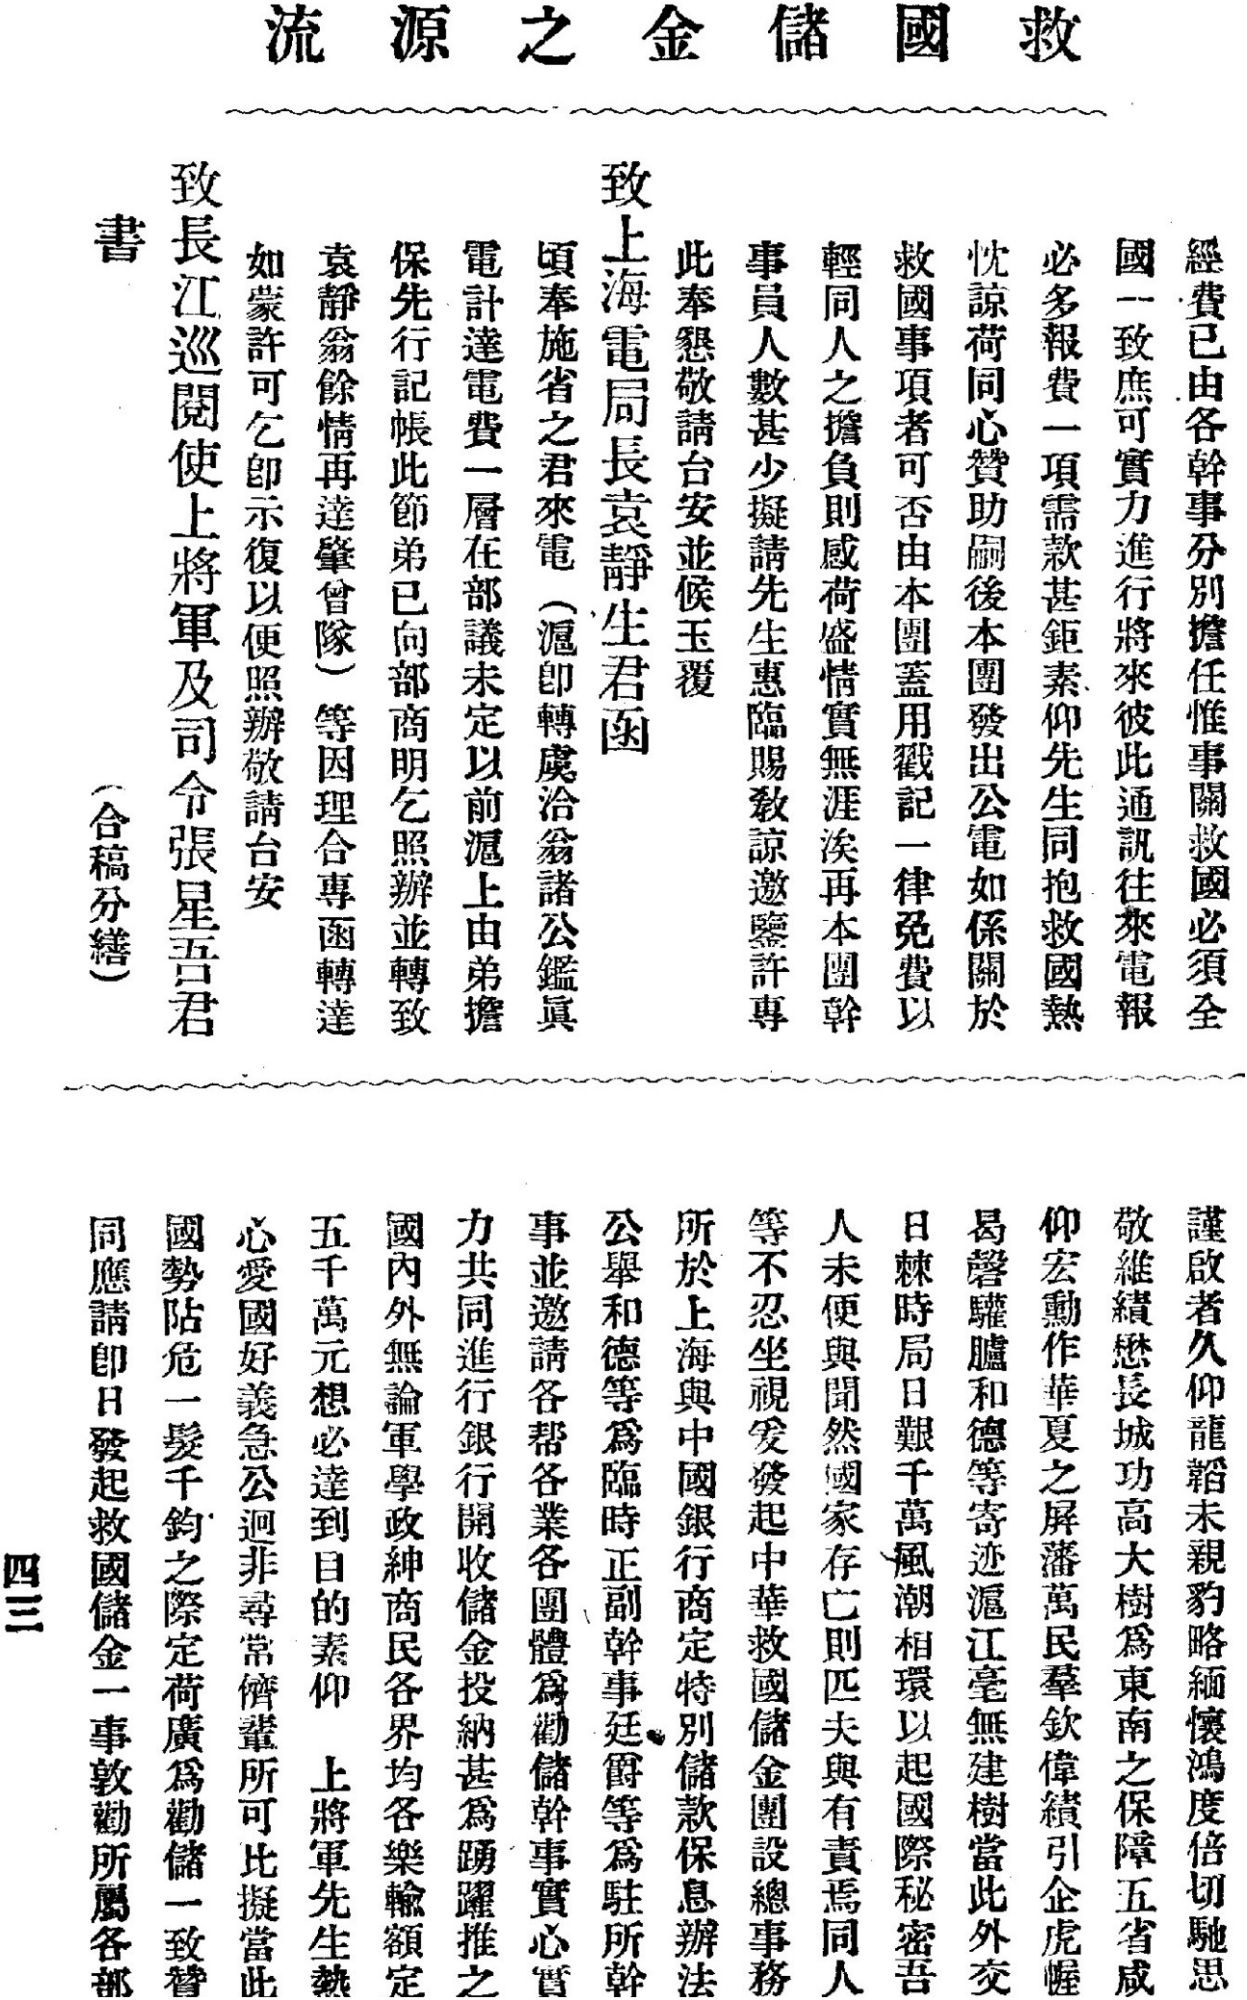 救國儲金之源流
經費已由各幹事分別擔任惟事關救國必須全
國一致庶可實力進行將來彼此通訊往來電報
必多報費一項需款甚鉅素仰先生同抱救國熱
忱諒荷同心贊助嗣後本團發出公電如係關於
救國事項者可否由本團蓋用戳記一律免費以
輕同人之擔負則感荷盛情實無涯涘再本團幹
事員人數甚少擬請先生惠臨賜敎諒邀鑒許專
此奉懇敬請台安並候玉覆
致上海電局長袁靜生君函
頃奉施省之君來電（滬卽轉虞洽翁諸公鑑眞
電計達電費一層在部議未定以前滬上由弟擔
保先行記帳此節弟已向部商明乞照辦並轉致
袁靜翁餘情再達肇曾隊）等因理合專函轉達
如蒙許可乞卽示復以便照辦敬請台安
致長江巡閱使上將軍及司令張星吾君
書（合稿分繕）
謹啟者久仰龍韜未親豹略緬懷鴻度倍切馳思
敬維績懋長城功高大樹爲東南之保障五省咸
仰宏勳作華夏之屏藩萬民羣欽偉績引企虎幄
曷罄驩臚和德等寄迹滬江毫無建樹當此外交
日棘時局日艱千萬風潮相環以起國際秘密吾
人未便與聞然國家存亡則匹夫與有責焉同人
等不忍坐視爰發起中華救國儲金團設總事務
所於上海與中國銀行商定特別儲款保息辦法
公舉和德等爲臨時正副幹事廷爵等爲駐所幹
事並邀請各帮各業各團體爲勸儲幹事實心實
力共同進行銀行開收儲金投納甚爲踴躍推之
國內外無論軍學政紳商民各界均各樂輸額定
五千萬元想必達到目的素仰　上將軍先生熱
心愛國好義急公迥非尋常儕輩所可比擬當此
國勢阽危一髮千鈞之際定荷廣爲勸儲一致贊
同應請卽日發起救國儲金一事敦勸所屬各部
四三